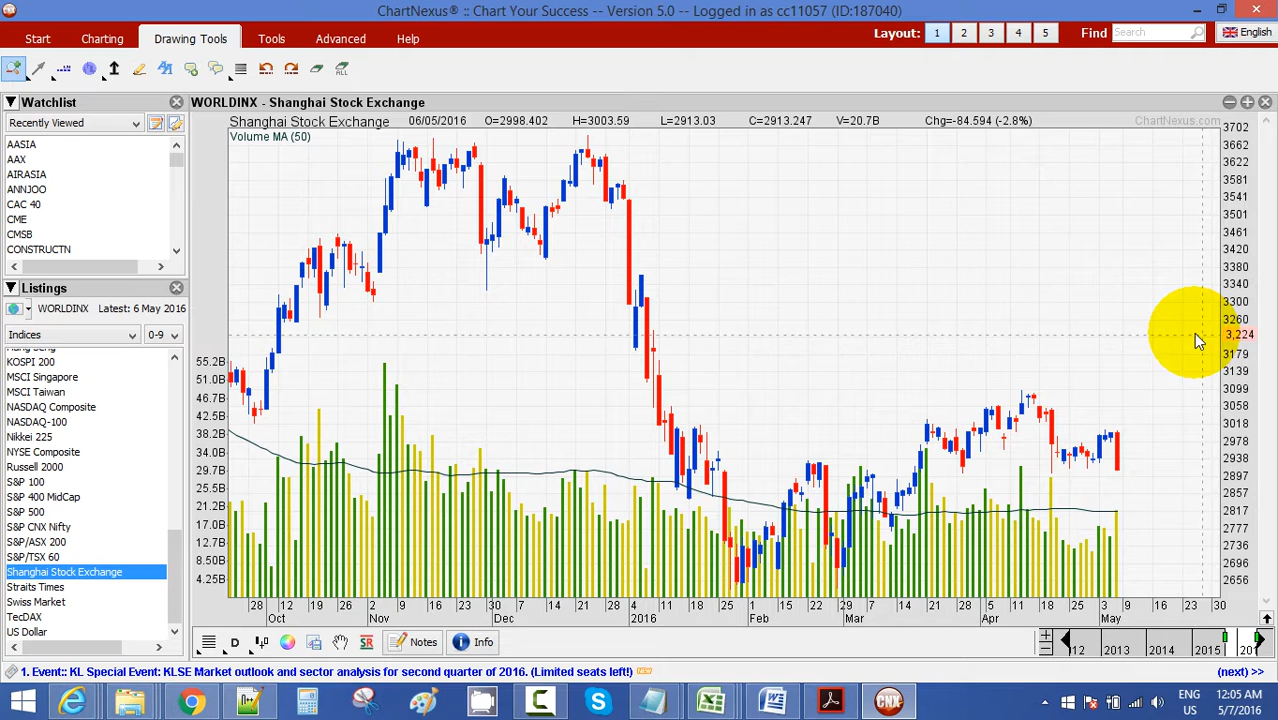 ChartNexus® :: Chart Your Success -- Version 5.0 -- Logged in as cc11057 (ID:187040)
Start Charting Drawing Tools Tools Advanced Help Layout: 1 2 3 4 5 Find Search English
ALL
Watchlist
Recently Viewed
AASIA
AAX
AIRASIA
ANNJOO
CAC 40
CME
CMSB
CONSTRUCTN
Listings
WORLDINX Latest: 6 May 2016
Indices 0-9
KOSPI 200
MSCI Singapore
MSCI Taiwan
NASDAQ Composite
NASDAQ-100
Nikkei 225
NYSE Composite
Russell 2000
S&P 100
S&P 400 MidCap
S&P 500
S&P CNX Nifty
S&P/ASX 200
S&P/TSX 60
Shanghai Stock Exchange
Straits Times
Swiss Market
TecDAX
US Dollar
WORLDINX - Shanghai Stock Exchange
Shanghai Stock Exchange 06/05/2016 O=2998.402 H=3003.59 L=2913.03 C=2913.247 V=20.7B Chg=-84.594 (-2.8%) ChartNexus.com
Volume MA (50)
3702
3662
3622
3581
3541
3501
3461
3420
3380
3340
3300
3260
3,224
3179
3139
3099
3058
3018
2978
2938
2897
2857
2817
2777
2736
2696
2656
55.2B
51.0B
46.7B
42.5B
38.2B
34.0B
29.7B
25.5B
21.2B
17.0B
12.7B
8.50B
4.25B
28 12 19 26 2 9 16 23 30 7 14 21 28 4 11 18 25 1 15 22 29 7 14 21 28 5 11 18 25 3 9 16 23 30
Oct Nov Dec 2016 Feb Mar Apr May
D SR Notes Info
'12 2013 2014 2015 201
1. Event:: KL Special Event: KLSE Market outlook and sector analysis for second quarter of 2016. (Limited seats left!) NEW (next) >>
CNX
ENG
US
12:05 AM
5/7/2016